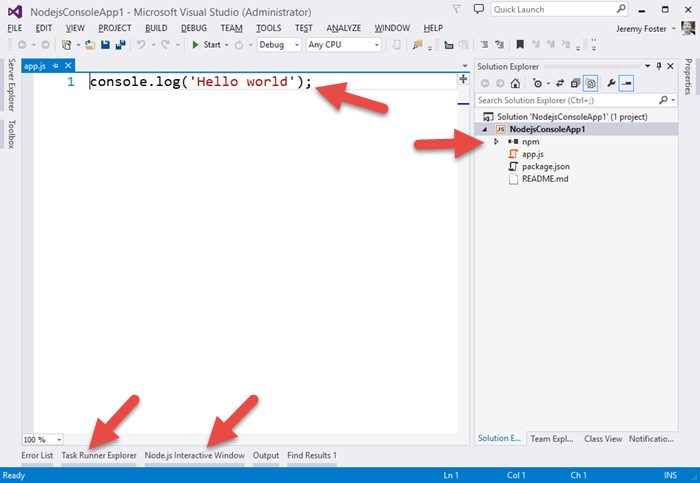 NodejsConsoleApp1 - Microsoft Visual Studio (Administrator)
Quick Launch
FILE EDIT VIEW PROJECT BUILD DEBUG TEAM TOOLS TEST ANALYZE WINDOW HELP
Jeremy Foster
Start Debug Any CPU
Server Explorer
Toolbox
app.js
1 console.log('Hello world');
100 %
Solution Explorer
Search Solution Explorer (Ctrl+;)
Solution 'NodejsConsoleApp1' (1 project)
JS NodejsConsoleApp1
npm
app.js
package.json
README.md
Solution E... Team Expl... Class View Notificatio...
Properties
Error List Task Runner Explorer Node.js Interactive Window Output Find Results 1
Ready Ln 1 Col 1 Ch 1 INS